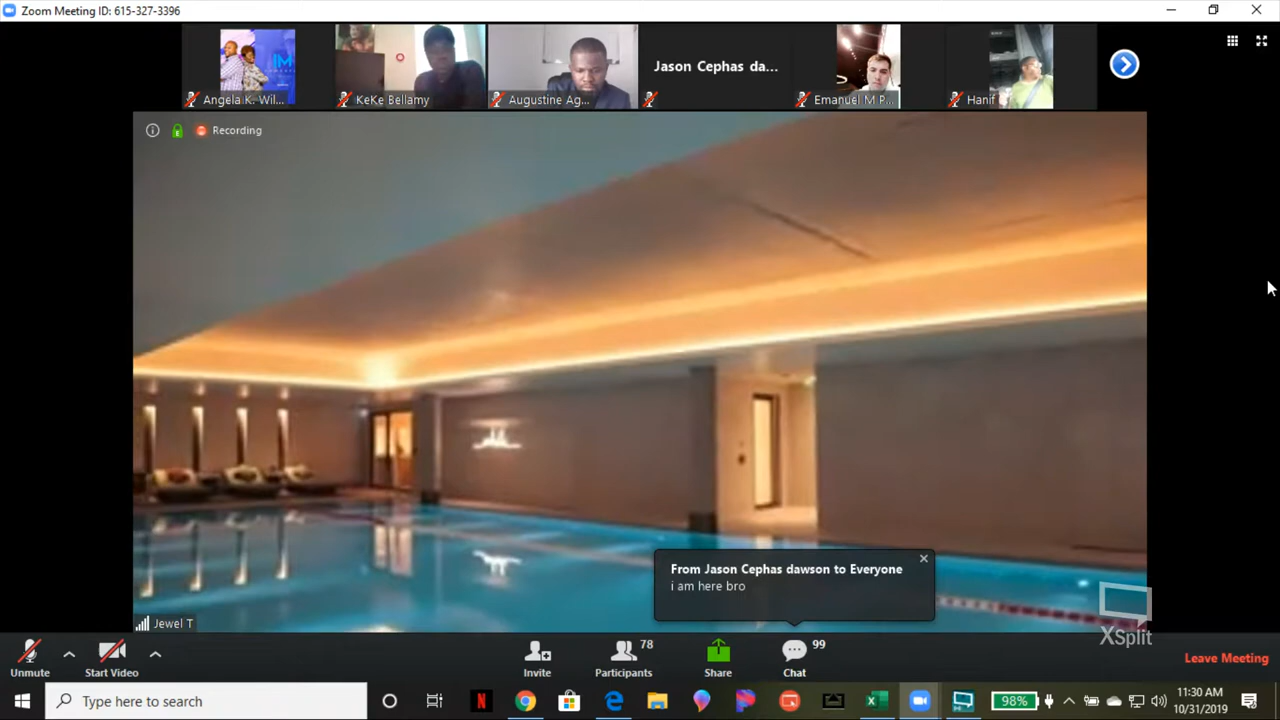 Zoom Meeting ID: 615-327-3396
IM
Angela K. Wil...
KeKe Bellamy
Augustine Ag...
Jason Cephas da...
Emanuel M P...
Hanif
Recording
From Jason Cephas dawson to Everyone
i am here bro
Jewel T
XSplit
Unmute
Start Video
Invite
78
Participants
Share
99
Chat
Leave Meeting
Type here to search
98%
11:30 AM
10/31/2019